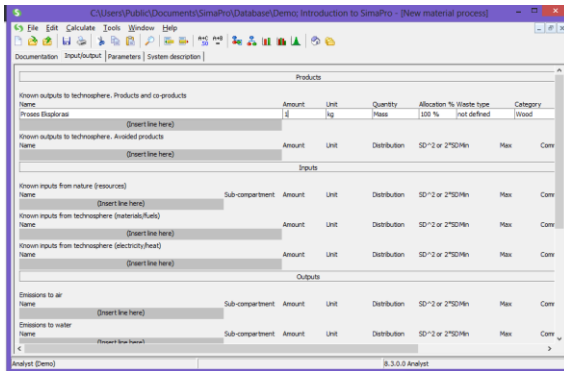 C:\Users\Public\Documents\SimaPro\Database\Demo; Introduction to SimaPro - [New material process]
File Edit Calculate Tools Window Help
Documentation Input/output Parameters System description
Products
Known outputs to technosphere. Products and co-products
Name Amount Unit Quantity Allocation % Waste type Category
Proses Eksplorasi 1 kg Mass 100 % not defined Wood
(Insert line here)
Known outputs to technosphere. Avoided products
Name Amount Unit Distribution SD^2 or 2*SD Min Max Com
(Insert line here)
Inputs
Known inputs from nature (resources)
Name Sub-compartment Amount Unit Distribution SD^2 or 2*SD Min Max Com
(Insert line here)
Known inputs from technosphere (materials/fuels)
Name Amount Unit Distribution SD^2 or 2*SD Min Max Com
(Insert line here)
Known inputs from technosphere (electricity/heat)
Name Amount Unit Distribution SD^2 or 2*SD Min Max Com
(Insert line here)
Outputs
Emissions to air
Name Sub-compartment Amount Unit Distribution SD^2 or 2*SD Min Max Com
(Insert line here)
Emissions to water
Name Sub-compartment Amount Unit Distribution SD^2 or 2*SD Min Max Com
(Insert line here)
Analyst (Demo) 8.3.0.0 Analyst